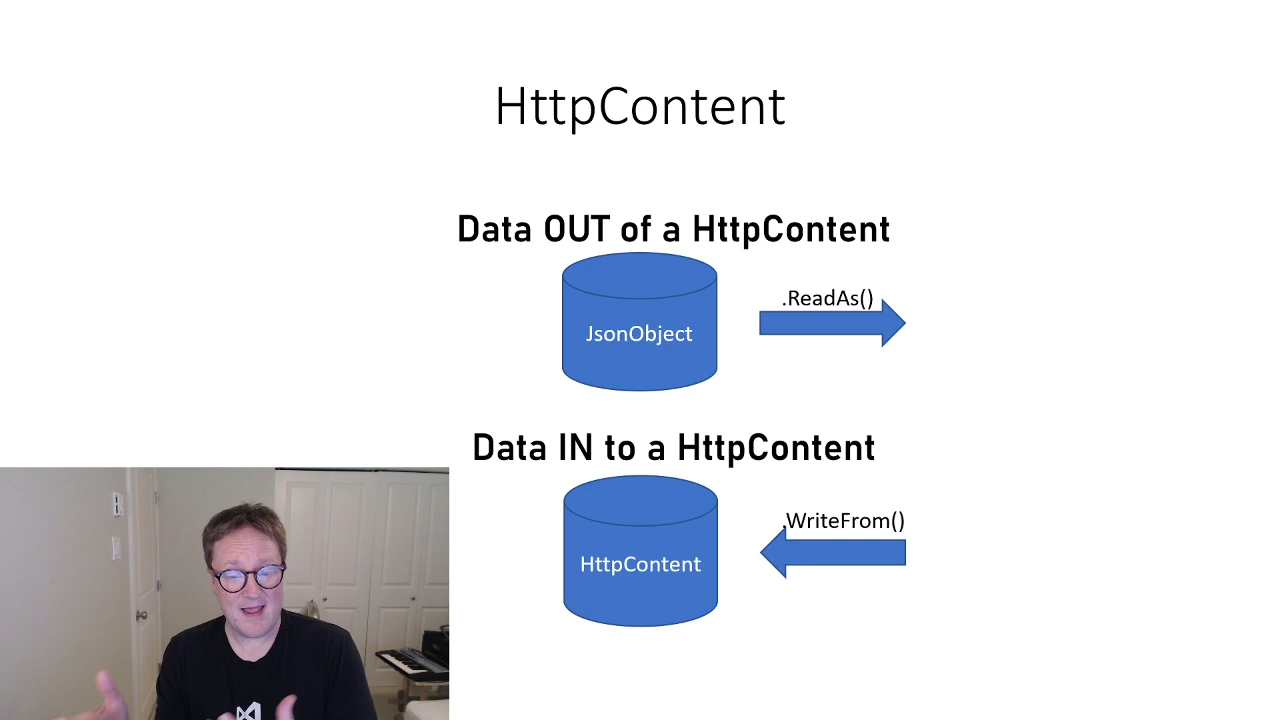 HttpContent
Data OUT of a HttpContent
JsonObject
.ReadAs()
Data IN to a HttpContent
HttpContent
.WriteFrom()